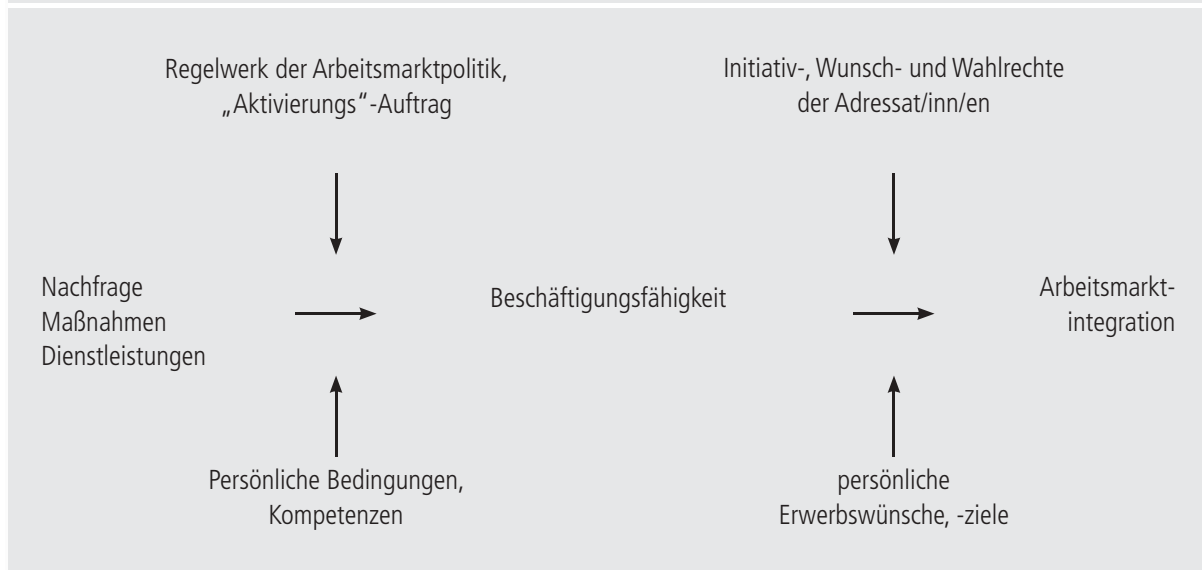 Regelwerk der Arbeitsmarktpolitik,
„Aktivierungs“-Auftrag
Initiativ-, Wunsch- und Wahlrechte
der Adressat/inn/en
Nachfrage
Maßnahmen
Dienstleistungen
Beschäftigungsfähigkeit
Arbeitsmarkt-
integration
Persönliche Bedingungen,
Kompetenzen
persönliche
Erwerbswünsche, -ziele